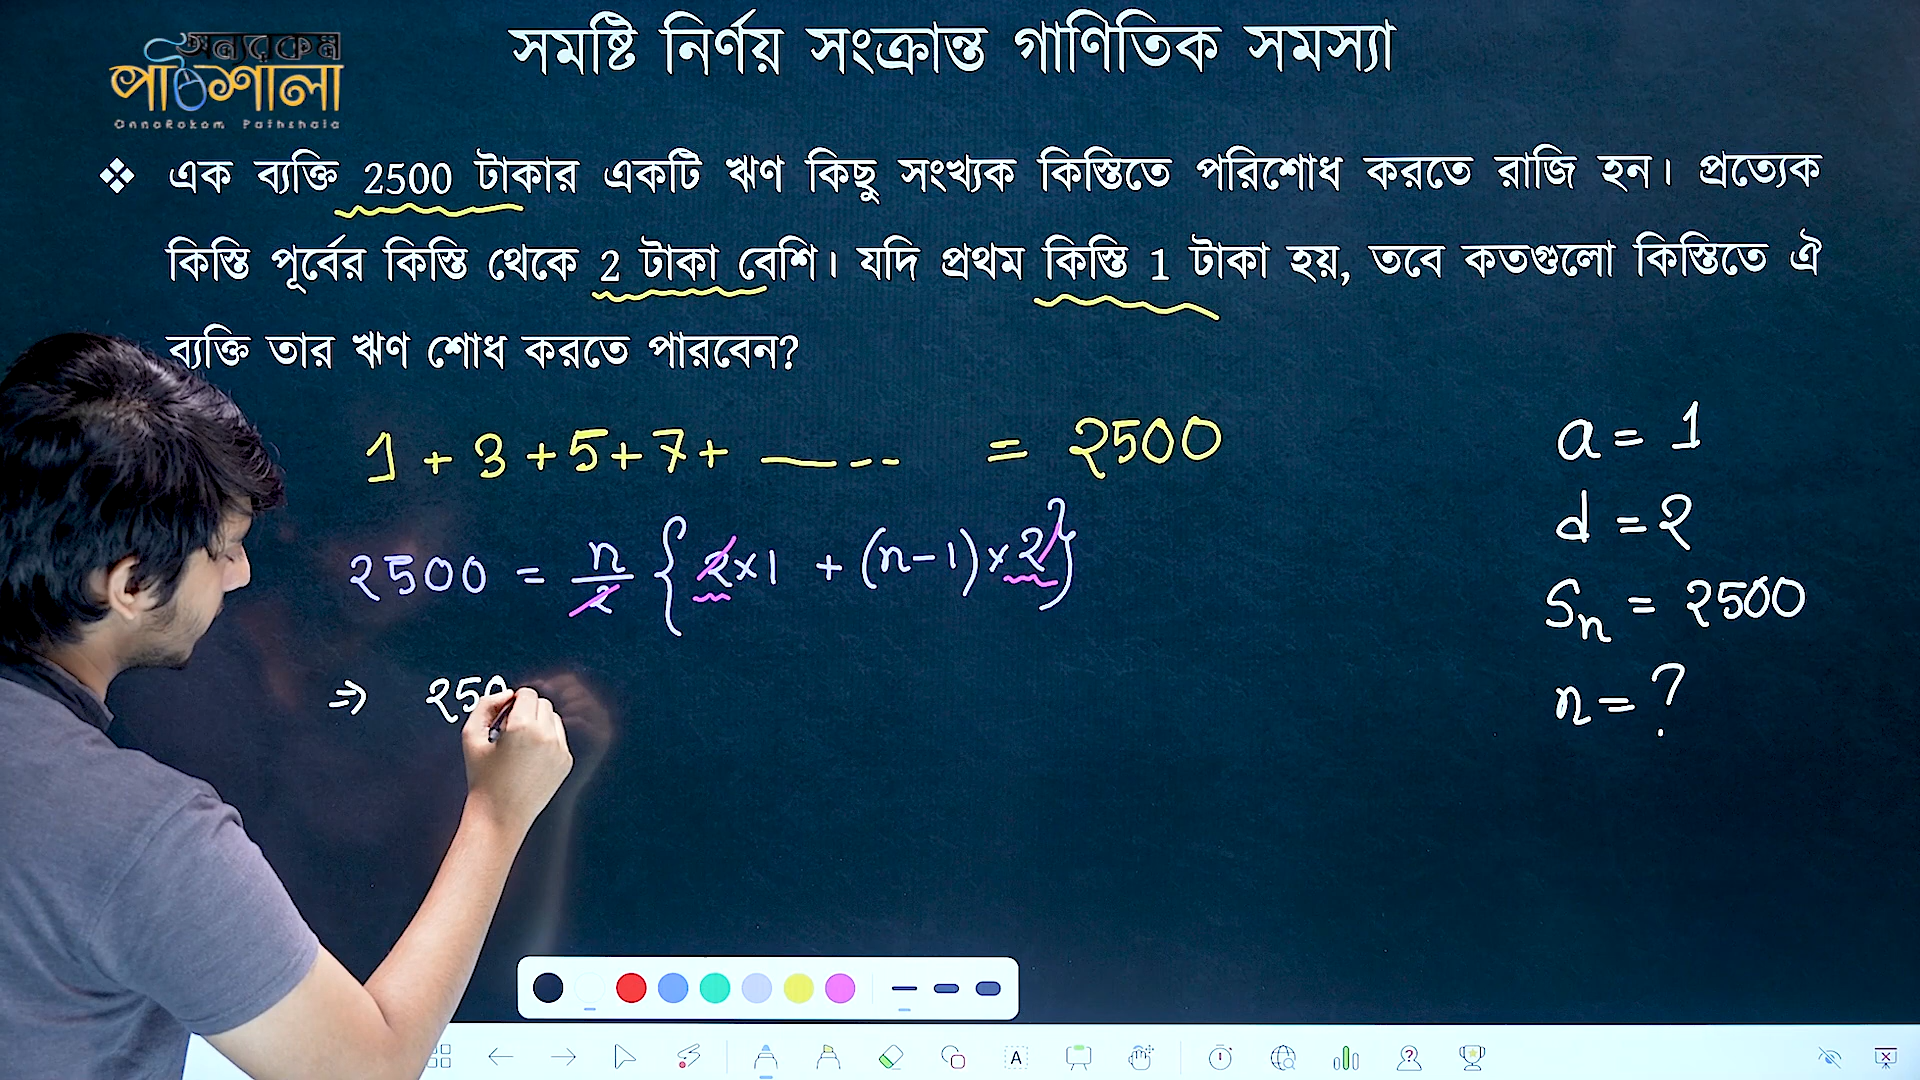 সমষ্টি নির্ণয় সংক্রান্ত গাণিতিক সমস্যা
অন্যরকম
পাঠশালা
OnnoRokom Pathshala
❖ এক ব্যক্তি 2500 টাকার একটি ঋণ কিছু সংখ্যক কিস্তিতে পরিশোধ করতে রাজি হন। প্রত্যেক
কিস্তি পূর্বের কিস্তি থেকে 2 টাকা বেশি। যদি প্রথম কিস্তি 1 টাকা হয়, তবে কতগুলো কিস্তিতে ঐ
ব্যক্তি তার ঋণ শোধ করতে পারবেন?
1 + 3 + 5 + 7 + — - - - = 2500
2500 = n/2 { 2×1 + (n-1)×2 }
⇒ 250
a = 1
d = 2
Sn = 2500
n = ?
A